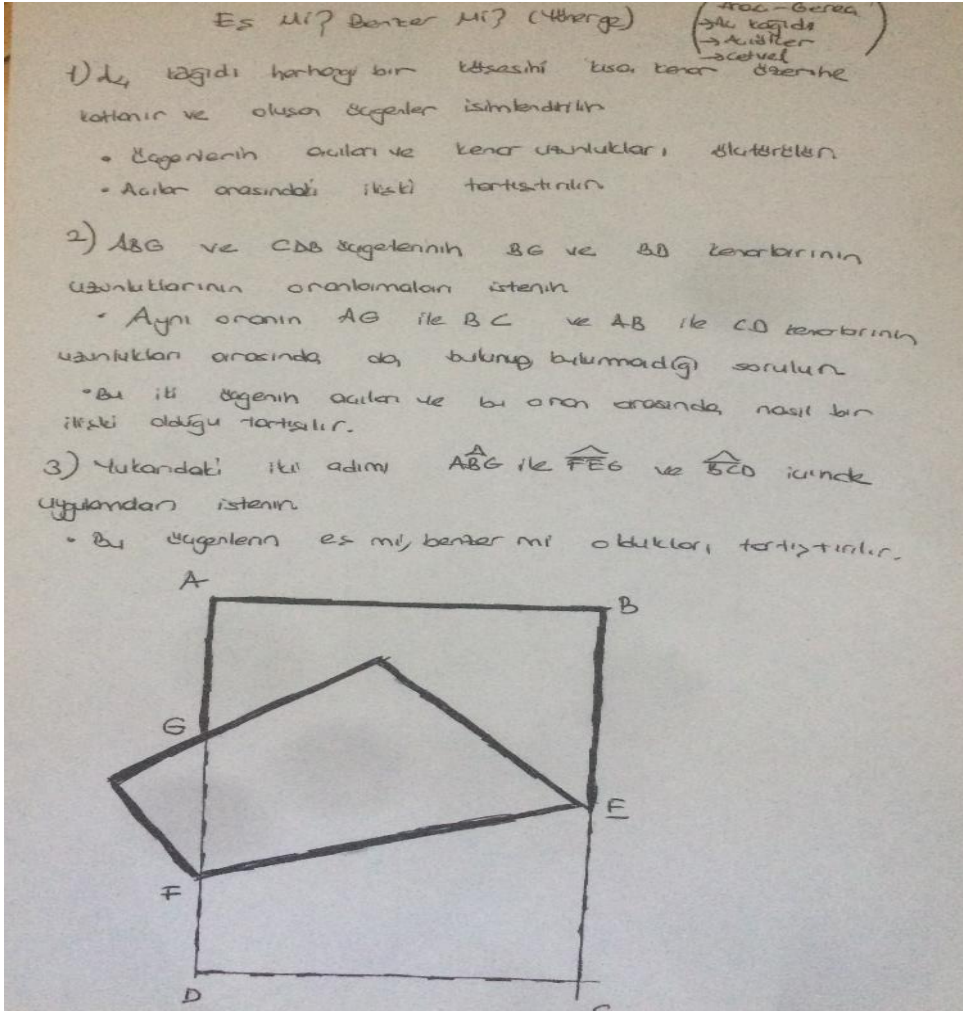 Eş Mi? Benzer Mi? (Yönerge)
Araç-Gereç
→A4 kağıdı
→Açıölçer
→cetvel
1) A4 kağıdı herhangi bir köşesini kısa kenar üzerine
katlanır ve oluşan üçgenler isimlendirilir
• Üçgenlerin açıları ve kenar uzunlukları ölçtürülür
• Açılar arasındaki ilişki tartıştırılır
2) ABG ve CDB üçgenlerinin BG ve BD kenarlarının
uzunluklarının oranlamaları istenir
• Aynı oranın AG ile BC ve AB ile CD kenarlarının
uzunlukları arasında da bulunup bulunmadığı sorulur
• Bu iki üçgenin açıları ve bu oran arasında nasıl bir
ilişki olduğu tartışılır.
3) Yukarıdaki iki adımı ABG ile FEG ve BCD içinde
uygulamaları istenir
• Bu üçgenlerin eş mi, benzer mi oldukları tartıştırılır.
A
B
G
E
F
D
C